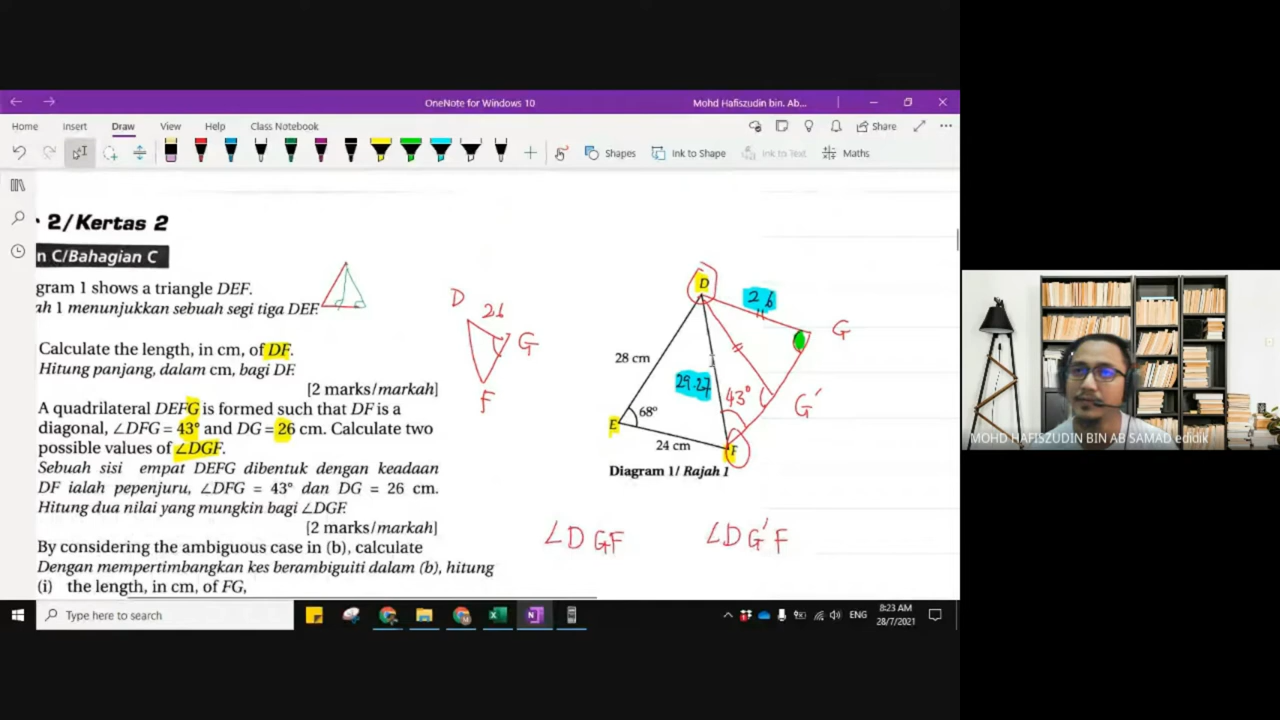 OneNote for Windows 10
Mohd Hafiszudin bin. Ab...
Home Insert Draw View Help Class Notebook
Share
Shapes Ink to Shape Ink to Text Maths
2/Kertas 2
n C/Bahagian C
gram 1 shows a triangle DEF.
ah 1 menunjukkan sebuah segi tiga DEF.
Calculate the length, in cm, of DF.
Hitung panjang, dalam cm, bagi DF.
[2 marks/markah]
A quadrilateral DEFG is formed such that DF is a
diagonal, ∠DFG = 43° and DG = 26 cm. Calculate two
possible values of ∠DGF.
Sebuah sisi empat DEFG dibentuk dengan keadaan
DF ialah pepenjuru, ∠DFG = 43° dan DG = 26 cm.
Hitung dua nilai yang mungkin bagi ∠DGF.
[2 marks/markah]
By considering the ambiguous case in (b), calculate
Dengan mempertimbangkan kes berambiguiti dalam (b), hitung
(i) the length, in cm, of FG,
D
26
G
F
D
26
G
28 cm
29.27
43°
G'
E
68°
24 cm
F
Diagram 1/ Rajah 1
∠DGF
∠DG'F
MOHD HAFISZUDIN BIN AB SAMAD edidik
Type here to search
ENG
8:23 AM
28/7/2021